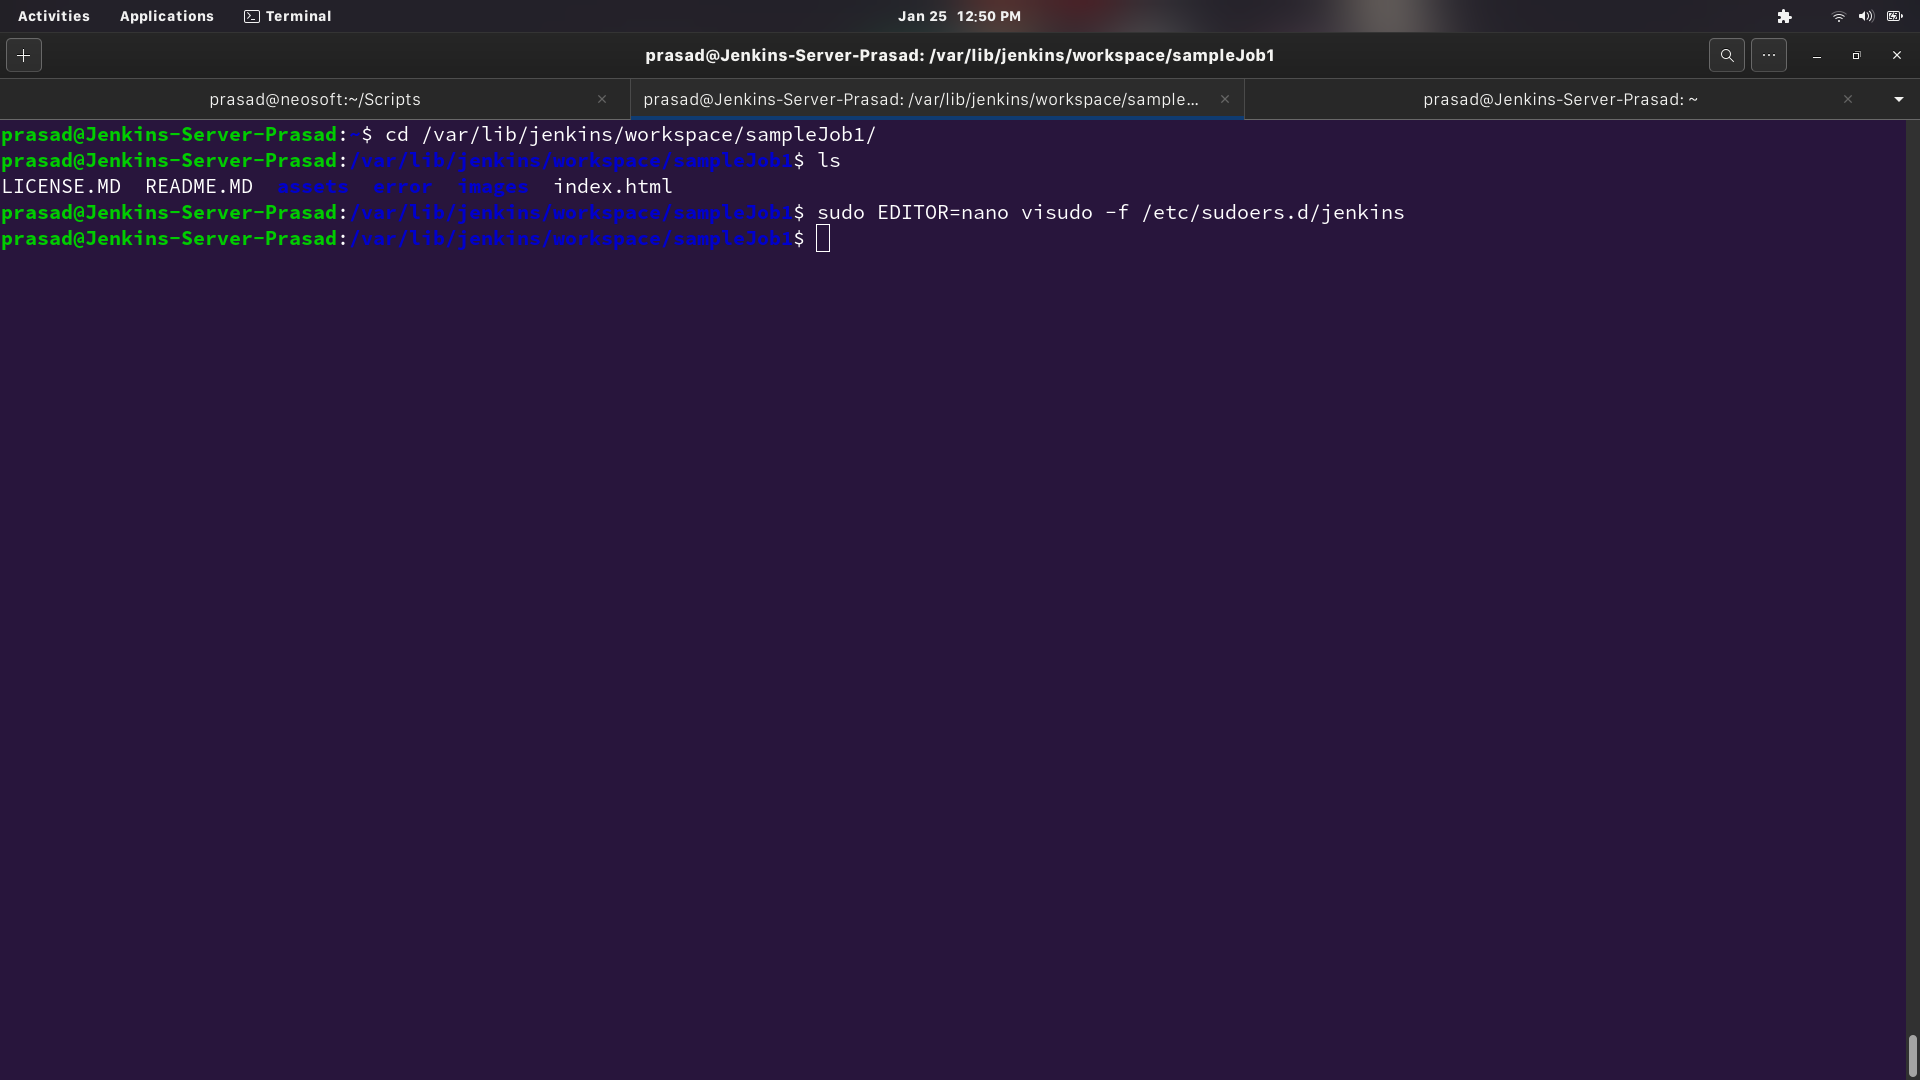 Activities Applications Terminal Jan 25 12:50 PM
prasad@Jenkins-Server-Prasad: /var/lib/jenkins/workspace/sampleJob1
prasad@neosoft:~/Scripts prasad@Jenkins-Server-Prasad: /var/lib/jenkins/workspace/sample... prasad@Jenkins-Server-Prasad: ~
prasad@Jenkins-Server-Prasad:~$ cd /var/lib/jenkins/workspace/sampleJob1/
prasad@Jenkins-Server-Prasad:/var/lib/jenkins/workspace/sampleJob1$ ls
LICENSE.MD README.MD assets error images index.html
prasad@Jenkins-Server-Prasad:/var/lib/jenkins/workspace/sampleJob1$ sudo EDITOR=nano visudo -f /etc/sudoers.d/jenkins
prasad@Jenkins-Server-Prasad:/var/lib/jenkins/workspace/sampleJob1$